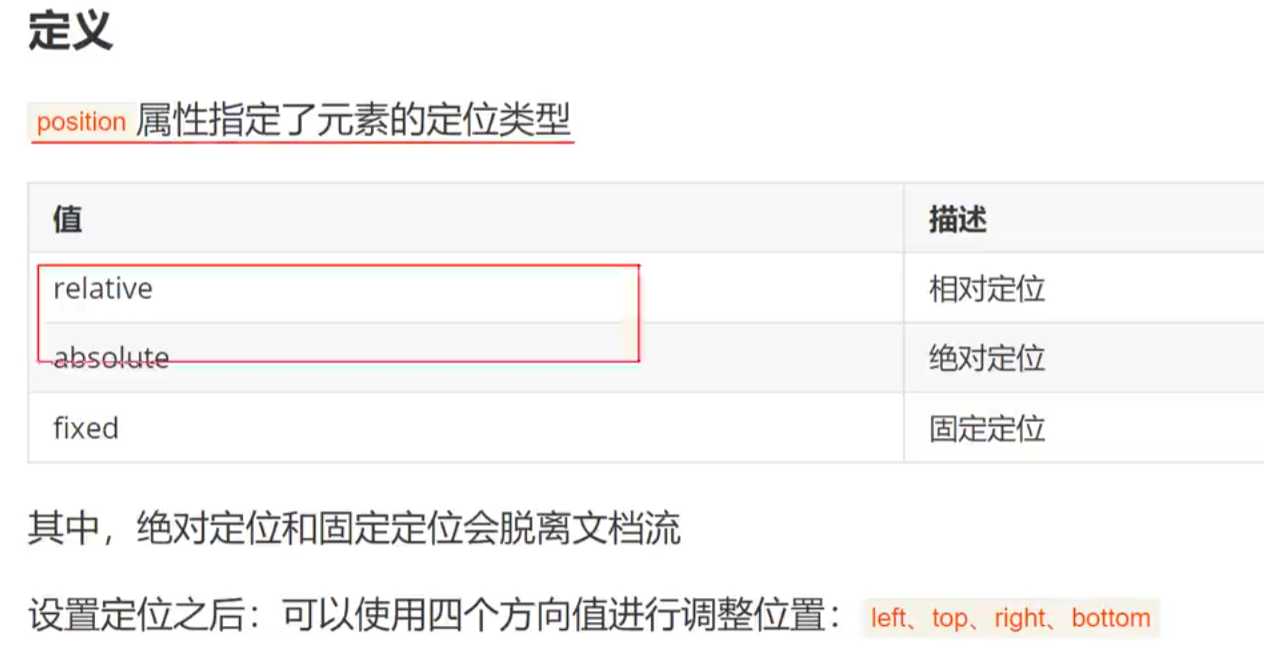 定义
position 属性指定了元素的定位类型
值 描述
relative 相对定位
absolute 绝对定位
fixed 固定定位
其中，绝对定位和固定定位会脱离文档流
设置定位之后：可以使用四个方向值进行调整位置： left、top、right、bottom